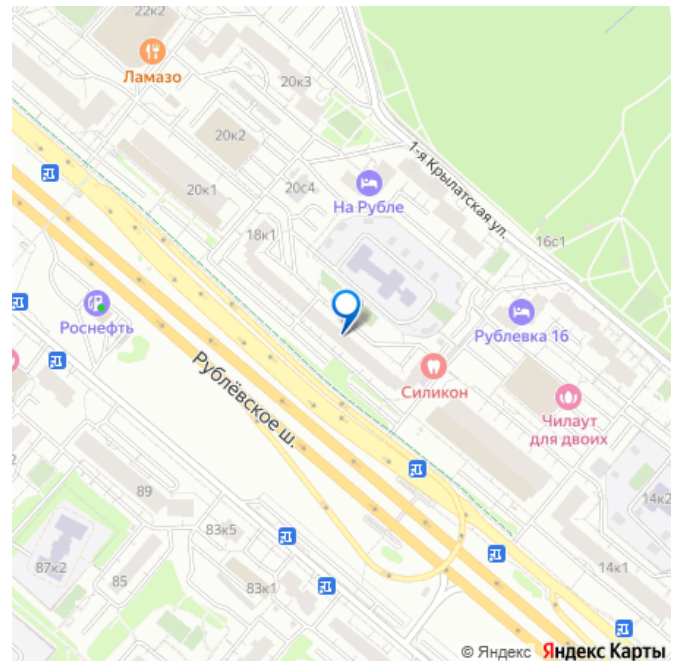 22к2
Ламазо
20к3
20к2
1-я Крылатская ул.
20к1
20с4
На Рубле
18к1
16с1
Роснефть
Рублевка 16
Рублёвское ш.
Силикон
Чилаут
для двоих
89
14к2
83к5
87к2
85
83к1
14к1
2
© Яндекс Яндекс Карты